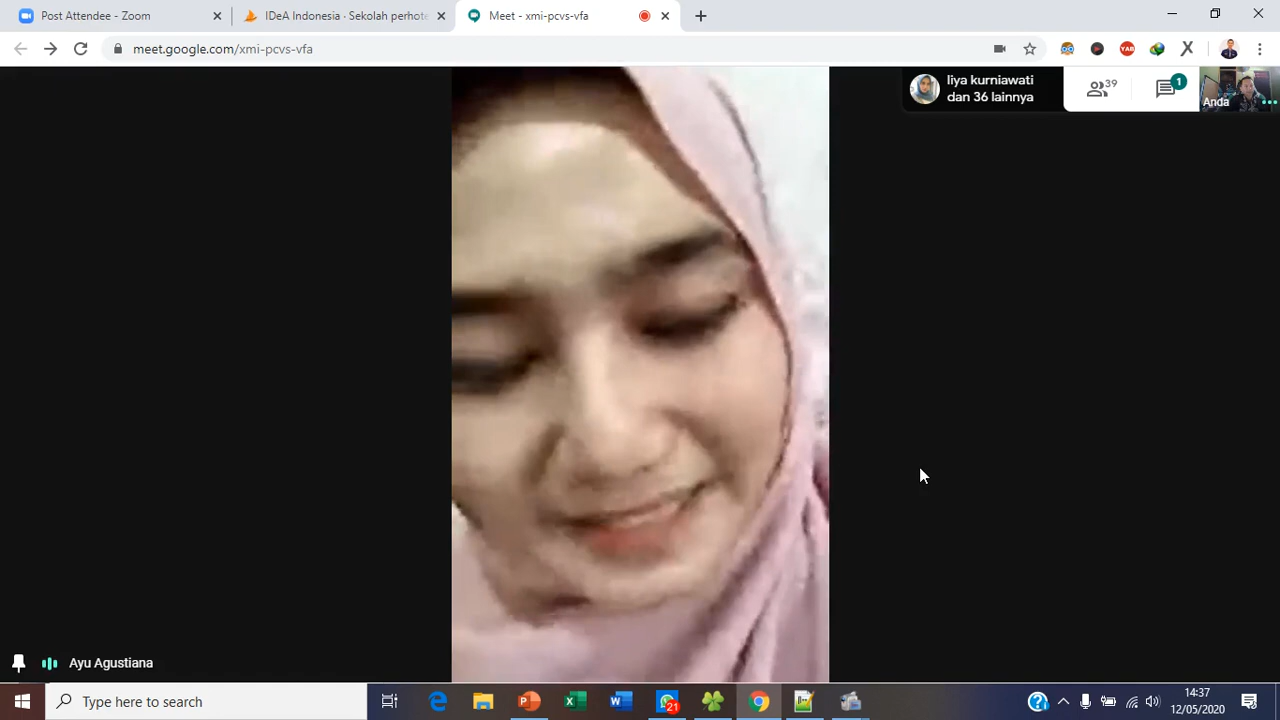 Post Attendee - Zoom
IDeA Indonesia · Sekolah perhote
Meet - xmi-pcvs-vfa
meet.google.com/xmi-pcvs-vfa
YAB
liya kurniawati
dan 36 lainnya
39
1
Anda
Ayu Agustiana
Type here to search
21
14:37
12/05/2020